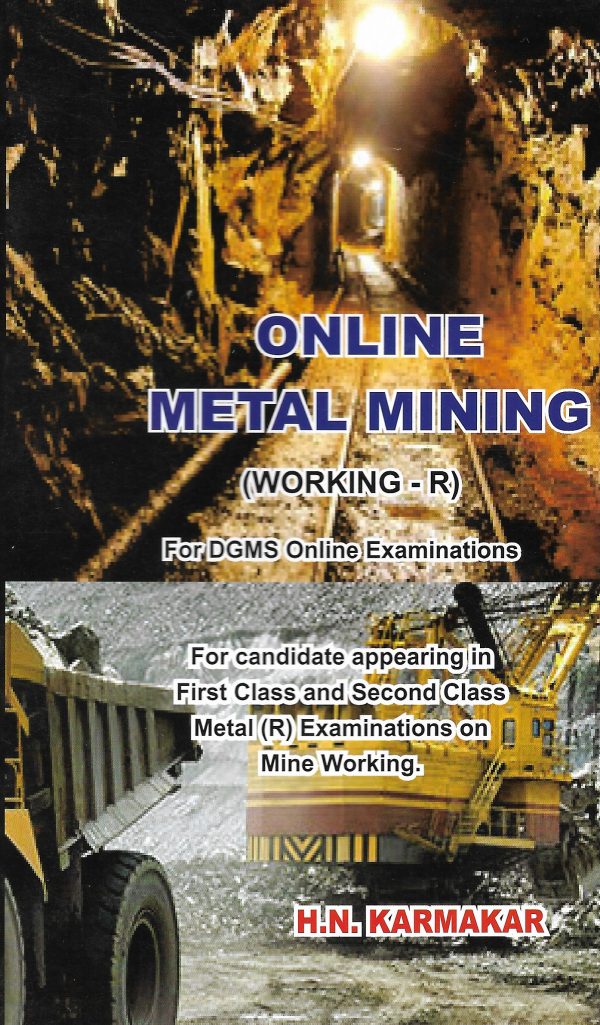 ONLINE
METAL MINING
(WORKING - R)
For DGMS Online Examinations
For candidate appearing in
First Class and Second Class
Metal (R) Examinations on
Mine Working.
H.N. KARMAKAR